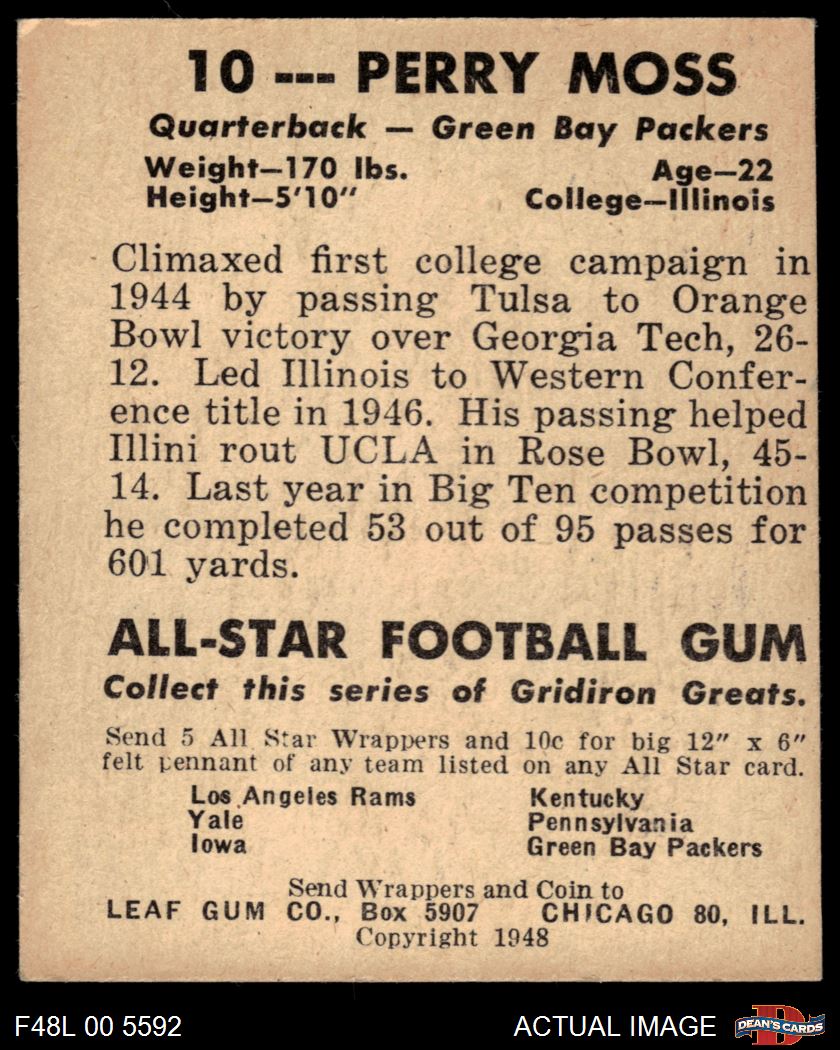 10 --- PERRY MOSS
Quarterback — Green Bay Packers
Weight—170 lbs. Age—22
Height—5'10" College—Illinois
Climaxed first college campaign in
1944 by passing Tulsa to Orange
Bowl victory over Georgia Tech, 26-
12. Led Illinois to Western Confer-
ence title in 1946. His passing helped
Illini rout UCLA in Rose Bowl, 45-
14. Last year in Big Ten competition
he completed 53 out of 95 passes for
601 yards.
ALL-STAR FOOTBALL GUM
Collect this series of Gridiron Greats.
Send 5 All Star Wrappers and 10c for big 12" x 6"
felt pennant of any team listed on any All Star card.
Los Angeles Rams Kentucky
Yale Pennsylvania
Iowa Green Bay Packers
Send Wrappers and Coin to
LEAF GUM CO., Box 5907 CHICAGO 80, ILL.
Copyright 1948
F48L 00 5592 ACTUAL IMAGE DEAN'S CARDS